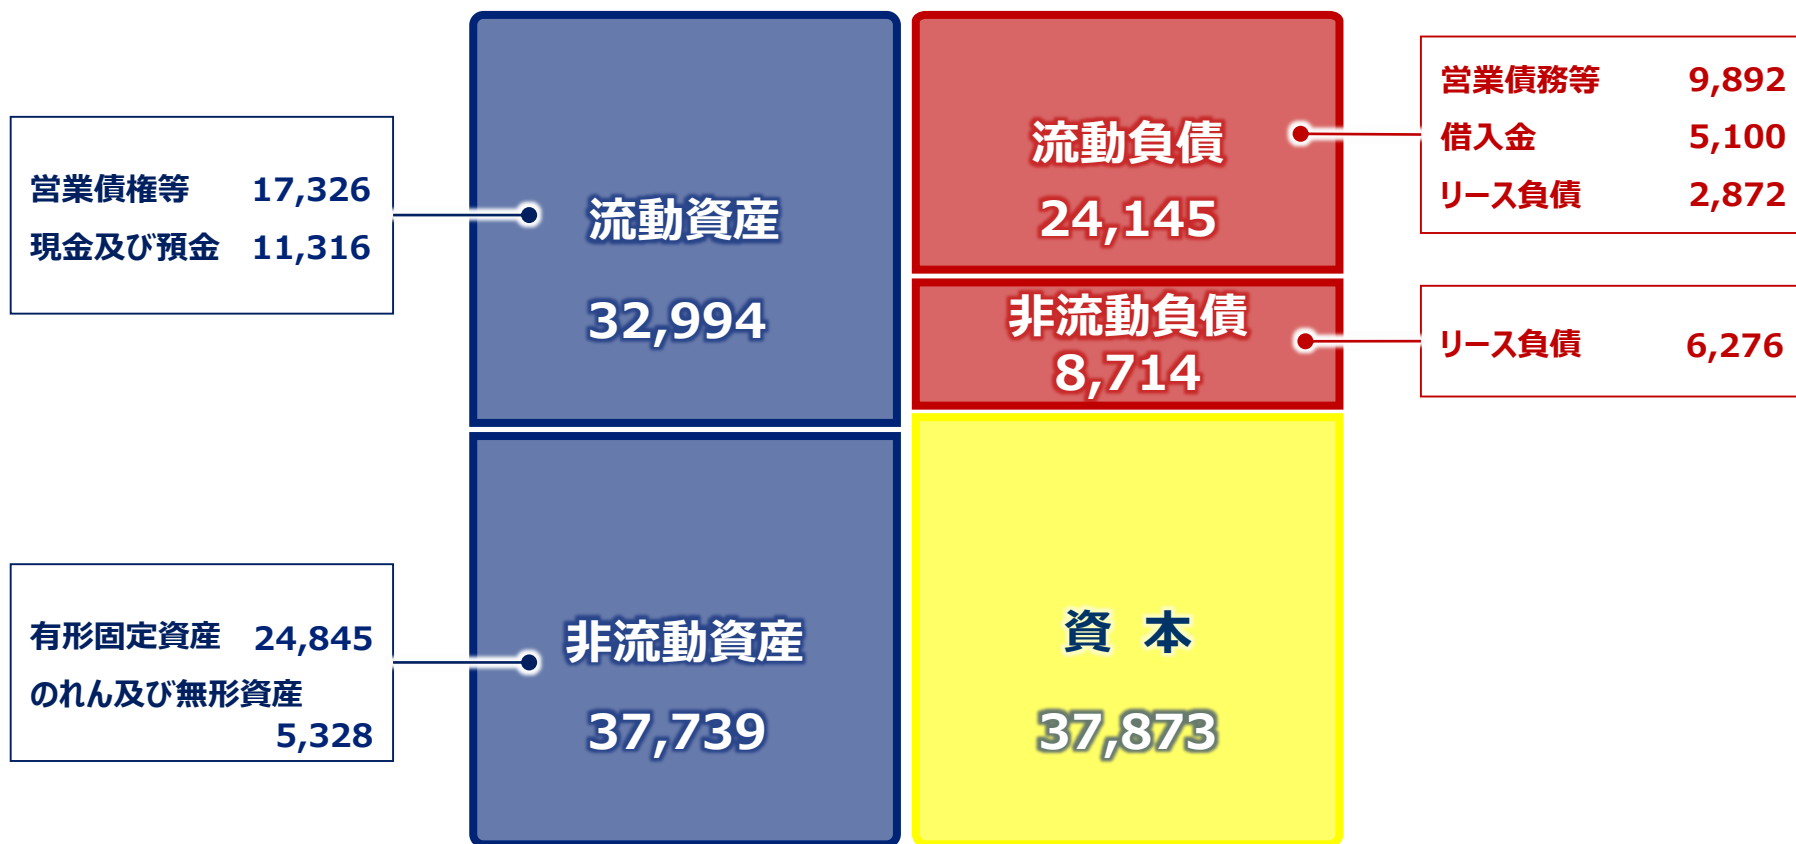 営業債権等 17,326
現金及び預金 11,316
流動資産
32,994
有形固定資産 24,845
のれん及び無形資産
5,328
非流動資産
37,739
流動負債
24,145
営業債務等 9,892
借入金 5,100
リース負債 2,872
非流動負債
8,714
リース負債 6,276
資 本
37,873